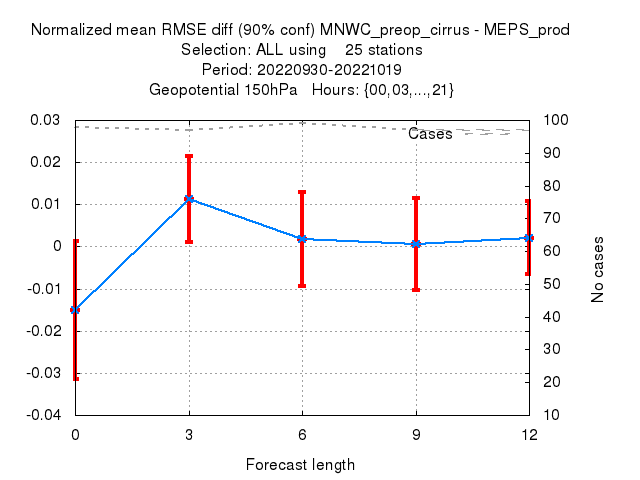 Normalized mean RMSE diff (90% conf) MNWC_preop_cirrus - MEPS_prod
Selection: ALL using 25 stations
Period: 20220930-20221019
Geopotential 150hPa Hours: {00,03,...,21}
0.03
0.02
0.01
0
-0.01
-0.02
-0.03
-0.04
100
90
80
70
60
50
40
30
20
10
Cases
No cases
0 3 6 9 12
Forecast length